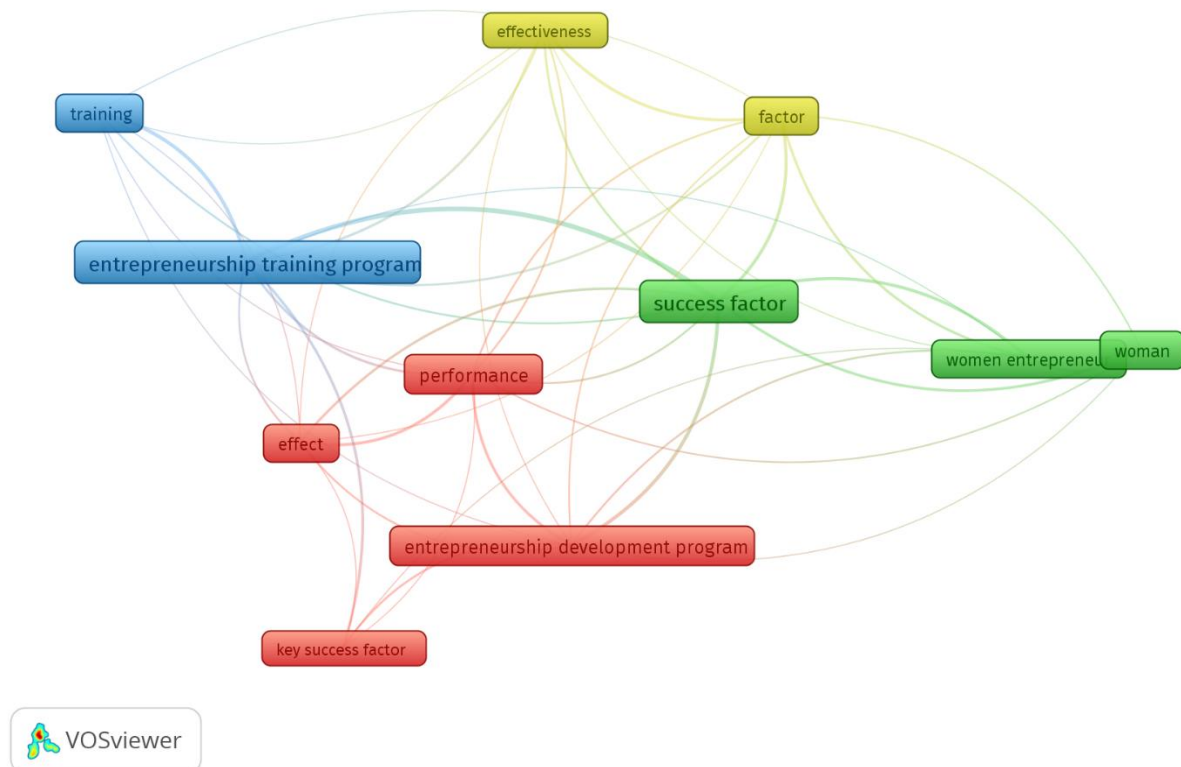 effectiveness
training
factor
entrepreneurship training program
success factor
women entrepreneu
woman
performance
effect
entrepreneurship development program
key success factor
VOSviewer